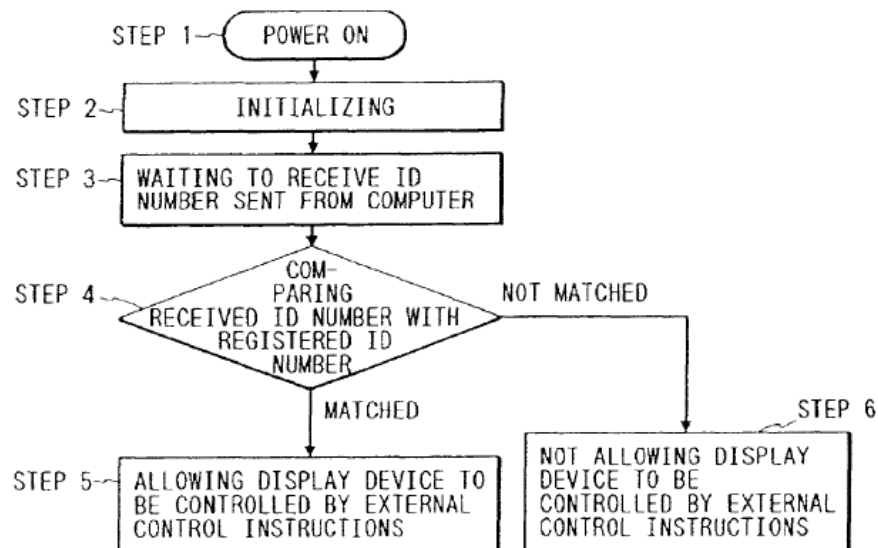 STEP 1
POWER ON
STEP 2
INITIALIZING
STEP 3
WAITING TO RECEIVE ID
NUMBER SENT FROM COMPUTER
STEP 4
COM-
PARING
RECEIVED ID NUMBER WITH
REGISTERED ID
NUMBER
NOT MATCHED
MATCHED
STEP 5
ALLOWING DISPLAY DEVICE TO
BE CONTROLLED BY EXTERNAL
CONTROL INSTRUCTIONS
STEP 6
NOT ALLOWING DISPLAY
DEVICE TO BE
CONTROLLED BY EXTERNAL
CONTROL INSTRUCTIONS